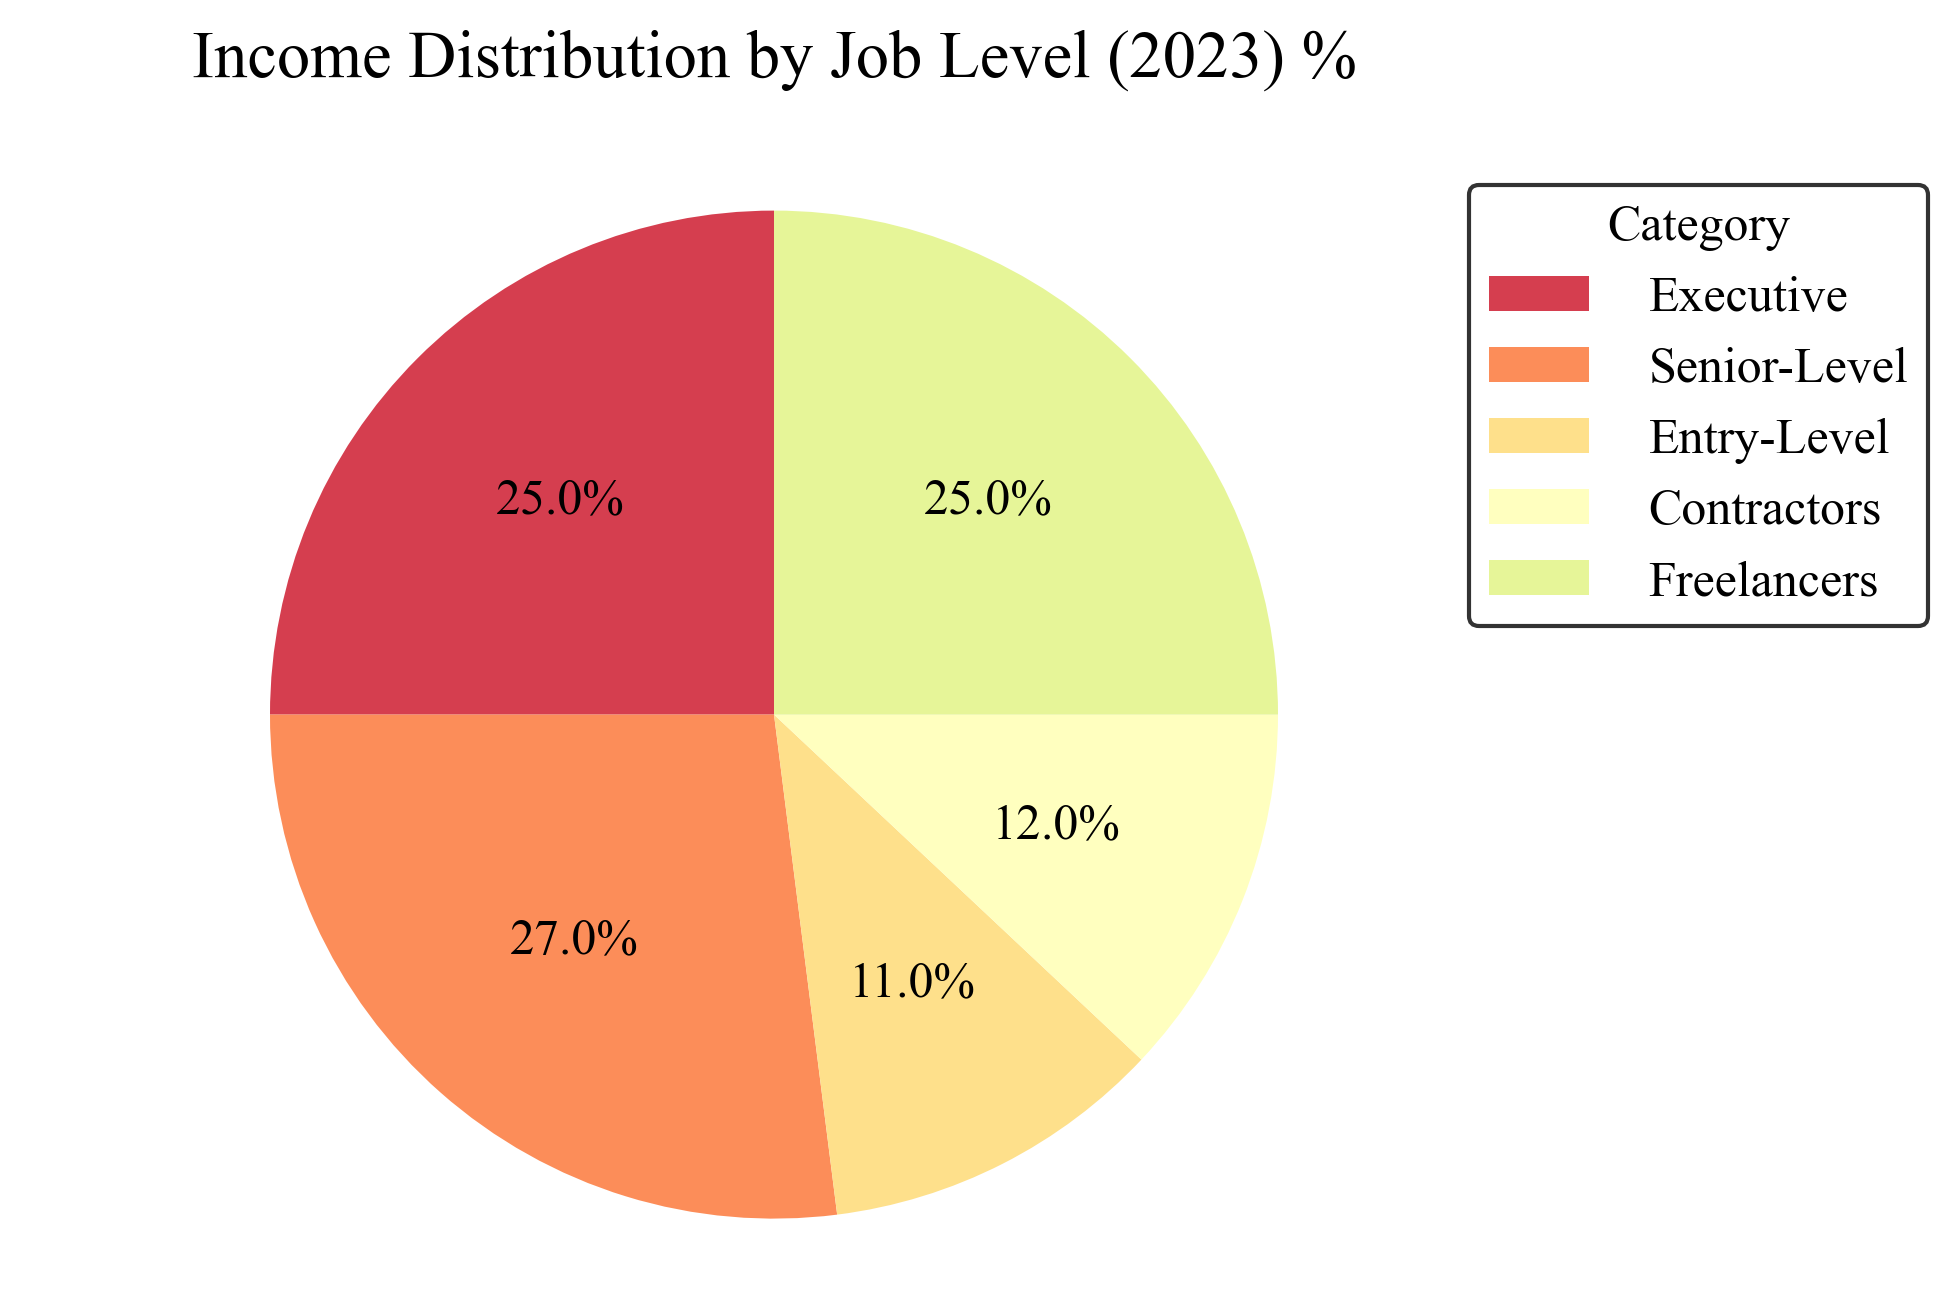 Income Distribution by Job Level (2023) %
Category
Executive
Senior-Level
Entry-Level
Contractors
Freelancers
25.0%
25.0%
12.0%
27.0%
11.0%